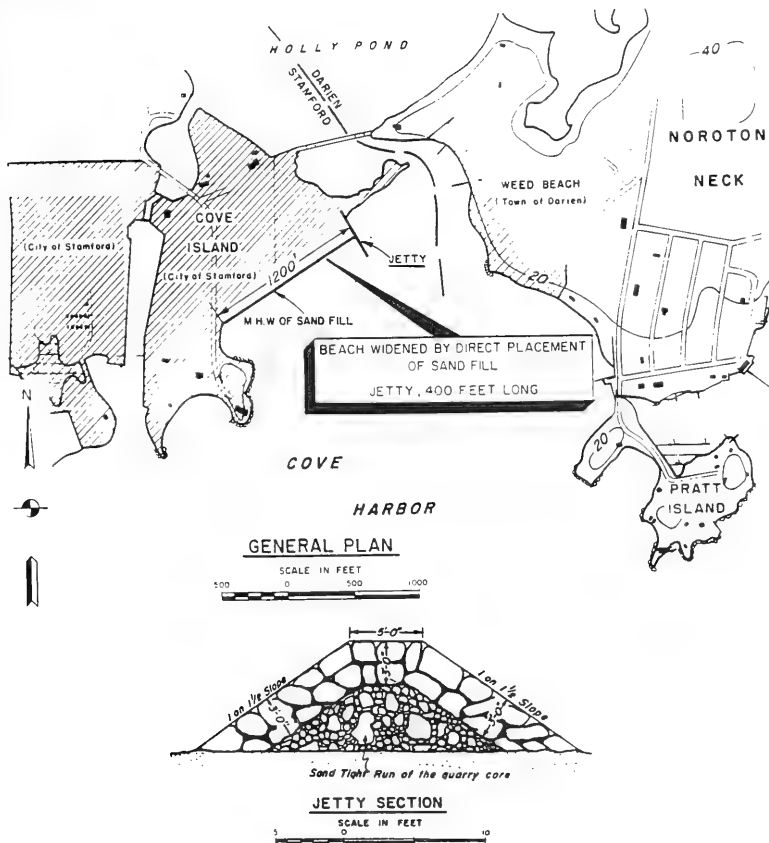 HOLLY POND
DARIEN
STAMFORD
40
NOROTON
NECK
WEED BEACH
(Town of Darien)
COVE
ISLAND
(City of Stamford)
(City of Stamford)
1200'
JETTY
20
M.H.W OF SAND FILL
BEACH WIDENED BY DIRECT PLACEMENT
OF SAND FILL
JETTY, 400 FEET LONG
N
20
COVE
HARBOR
PRATT
ISLAND
GENERAL PLAN
SCALE IN FEET
500 0 500 1000
5'-0"
1 on 1½ Slope
3'-0"
1 on 1½ Slope
3'-0"
Sand Tight Run of the quarry core
JETTY SECTION
SCALE IN FEET
5 0 10